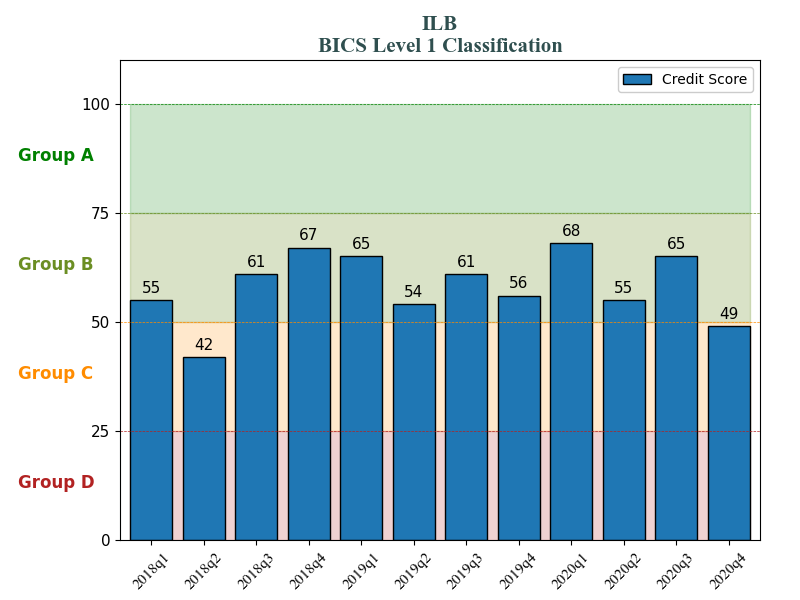 ILB
BICS Level 1 Classification
Credit Score
100
Group A
75
Group B
50
Group C
25
Group D
0
55
42
61
67
65
54
61
56
68
55
65
49
2018q1
2018q2
2018q3
2018q4
2019q1
2019q2
2019q3
2019q4
2020q1
2020q2
2020q3
2020q4